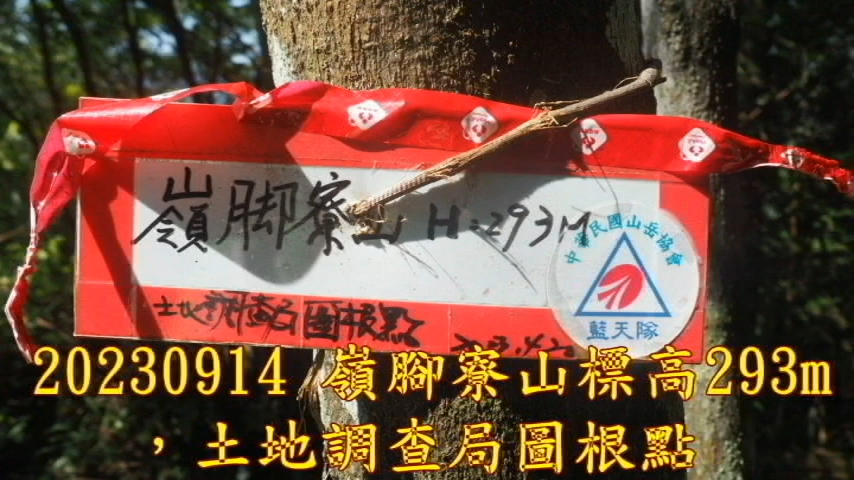 嶺脚寮山 H:293M
中華民國山岳協會
藍天隊
土地調查局圖根點
20230914 嶺腳寮山標高293m
，土地調查局圖根點